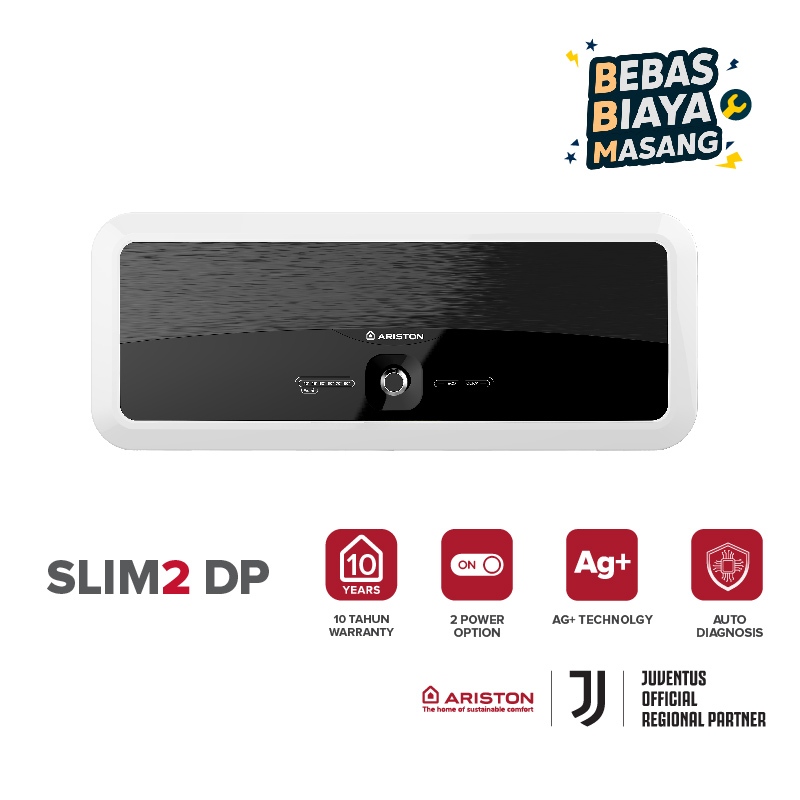 BEBAS
BIAYA
MASANG
ARISTON
SLIM2 DP
10
YEARS
10 TAHUN
WARRANTY
ON
2 POWER
OPTION
Ag+
AG+ TECHNOLGY
AUTO
DIAGNOSIS
ARISTON
The home of sustainable comfort
JUVENTUS
OFFICIAL
REGIONAL PARTNER